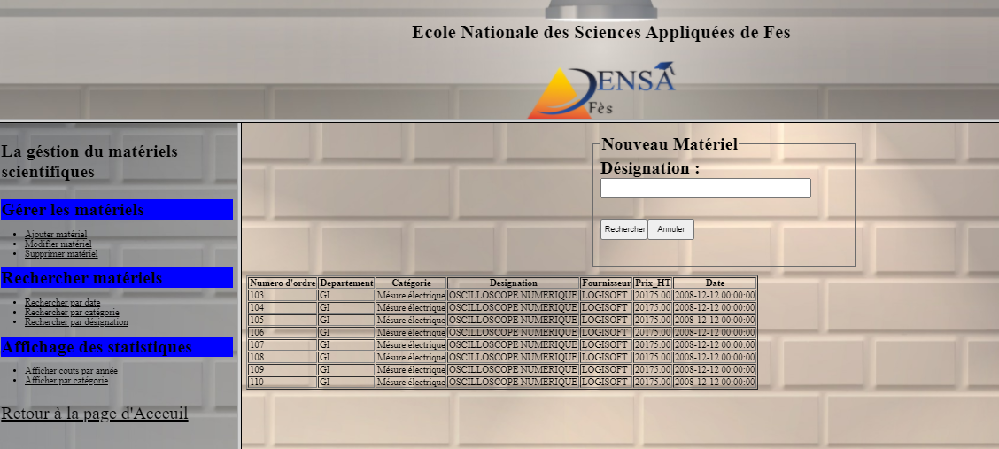 Ecole Nationale des Sciences Appliquées de Fes
ENSA
Fès
La géstion du matériels
scientifiques
Gérer les matériels
Ajouter matériel
Modifier matériel
Supprimer matériel
Rechercher matériels
Rechercher par date
Rechercher par catégorie
Rechercher par désignation
Affichage des statistiques
Afficher couts par année
Afficher par catégorie
Retour à la page d'Acceuil
Nouveau Matériel
Désignation :
Rechercher Annuler
Numero d'ordre Departement Catégorie Designation Fournisseur Prix_HT Date
103 GI Mésure électrique OSCILLOSCOPE NUMERIQUE LOGISOFT 20175.00 2008-12-12 00:00:00
104 GI Mésure électrique OSCILLOSCOPE NUMERIQUE LOGISOFT 20175.00 2008-12-12 00:00:00
105 GI Mésure électrique OSCILLOSCOPE NUMERIQUE LOGISOFT 20175.00 2008-12-12 00:00:00
106 GI Mésure électrique OSCILLOSCOPE NUMERIQUE LOGISOFT 20175.00 2008-12-12 00:00:00
107 GI Mésure électrique OSCILLOSCOPE NUMERIQUE LOGISOFT 20175.00 2008-12-12 00:00:00
108 GI Mésure électrique OSCILLOSCOPE NUMERIQUE LOGISOFT 20175.00 2008-12-12 00:00:00
109 GI Mésure électrique OSCILLOSCOPE NUMERIQUE LOGISOFT 20175.00 2008-12-12 00:00:00
110 GI Mésure électrique OSCILLOSCOPE NUMERIQUE LOGISOFT 20175.00 2008-12-12 00:00:00